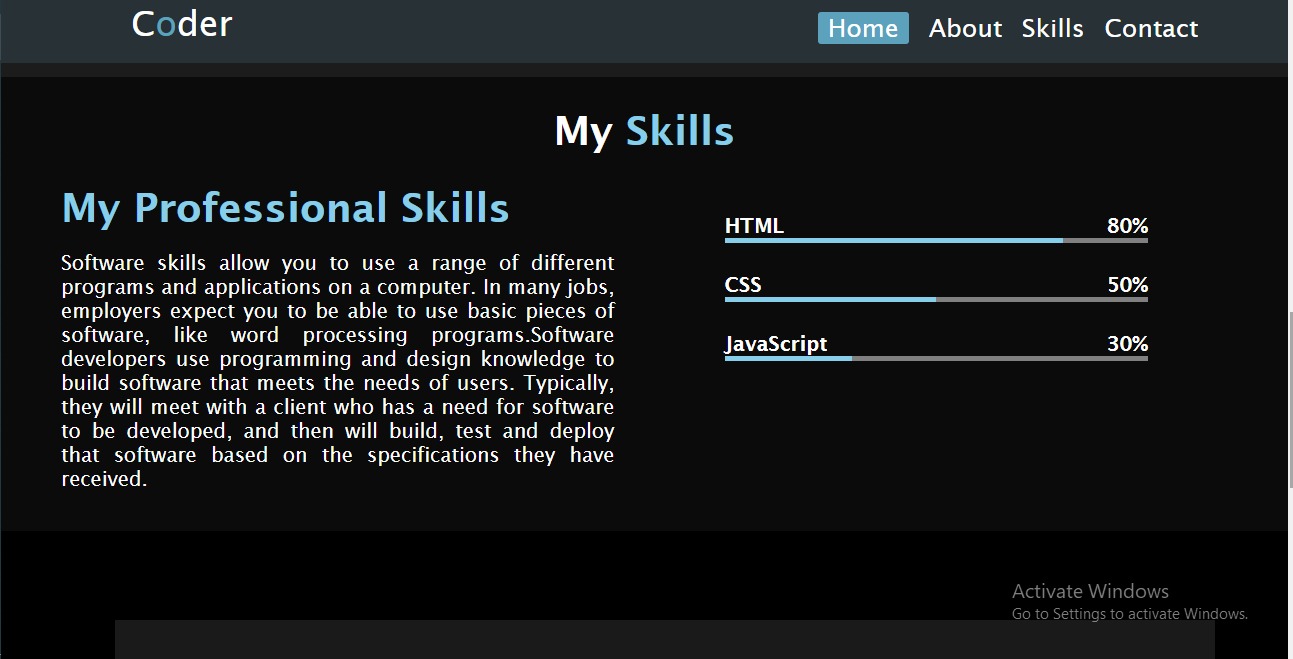 Coder
Home About Skills Contact
My Skills
My Professional Skills
Software skills allow you to use a range of different
programs and applications on a computer. In many jobs,
employers expect you to be able to use basic pieces of
software, like word processing programs.Software
developers use programming and design knowledge to
build software that meets the needs of users. Typically,
they will meet with a client who has a need for software
to be developed, and then will build, test and deploy
that software based on the specifications they have
received.
HTML 80%
CSS 50%
JavaScript 30%
Activate Windows
Go to Settings to activate Windows.